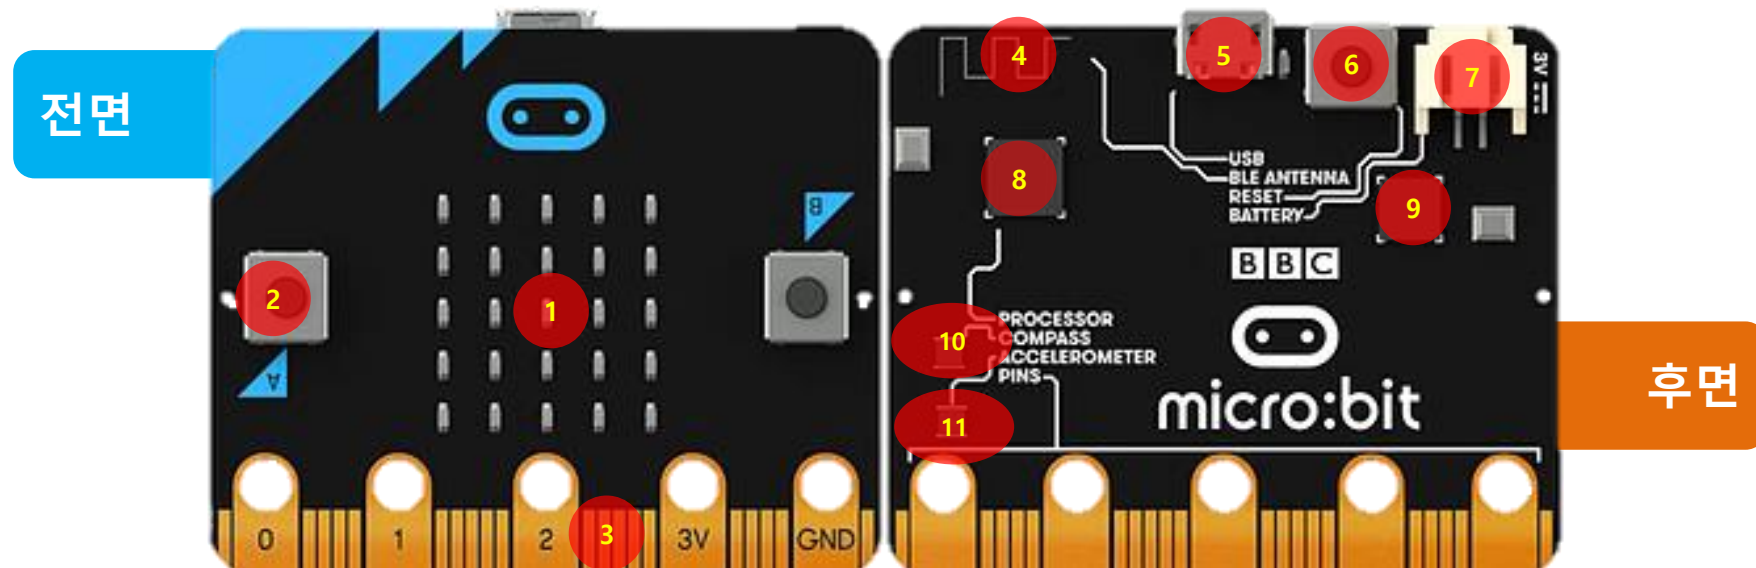 전면
B
2
1
A
0
1
2
3
3V
GND
4
5
6
7
3V
8
USB
BLE ANTENNA
RESET
BATTERY
9
BBC
10
PROCESSOR
COMPASS
ACCELEROMETER
PINS
11
micro:bit
후면